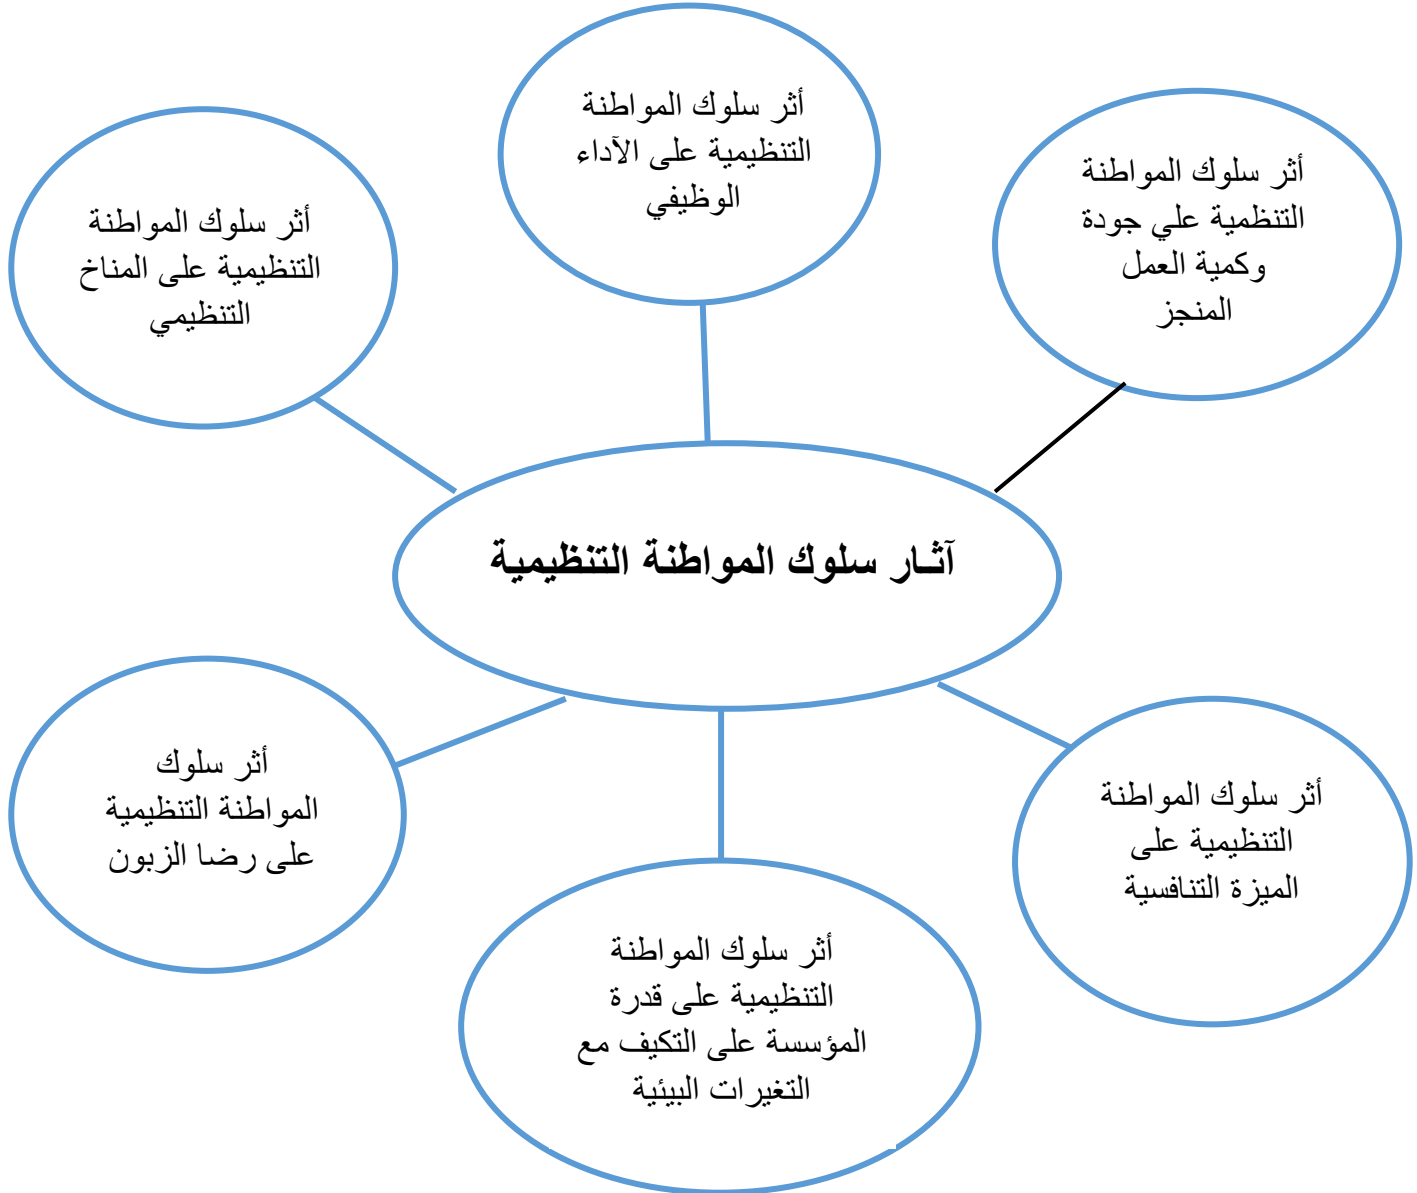 أثر سلوك المواطنة
التنظيمية على الآداء
الوظيفي
أثر سلوك المواطنة
التنظمية علي جودة
وكمية العمل
المنجز
أثر سلوك المواطنة
التنظيمية على المناخ
التنظيمي
آثــار سلوك المواطنة التنظيمية
أثر سلوك
المواطنة التنظيمية
على رضا الزبون
أثر سلوك المواطنة
التنظيمية على
الميزة التنافسية
أثر سلوك المواطنة
التنظيمية على قدرة
المؤسسة على التكيف مع
التغيرات البيئية